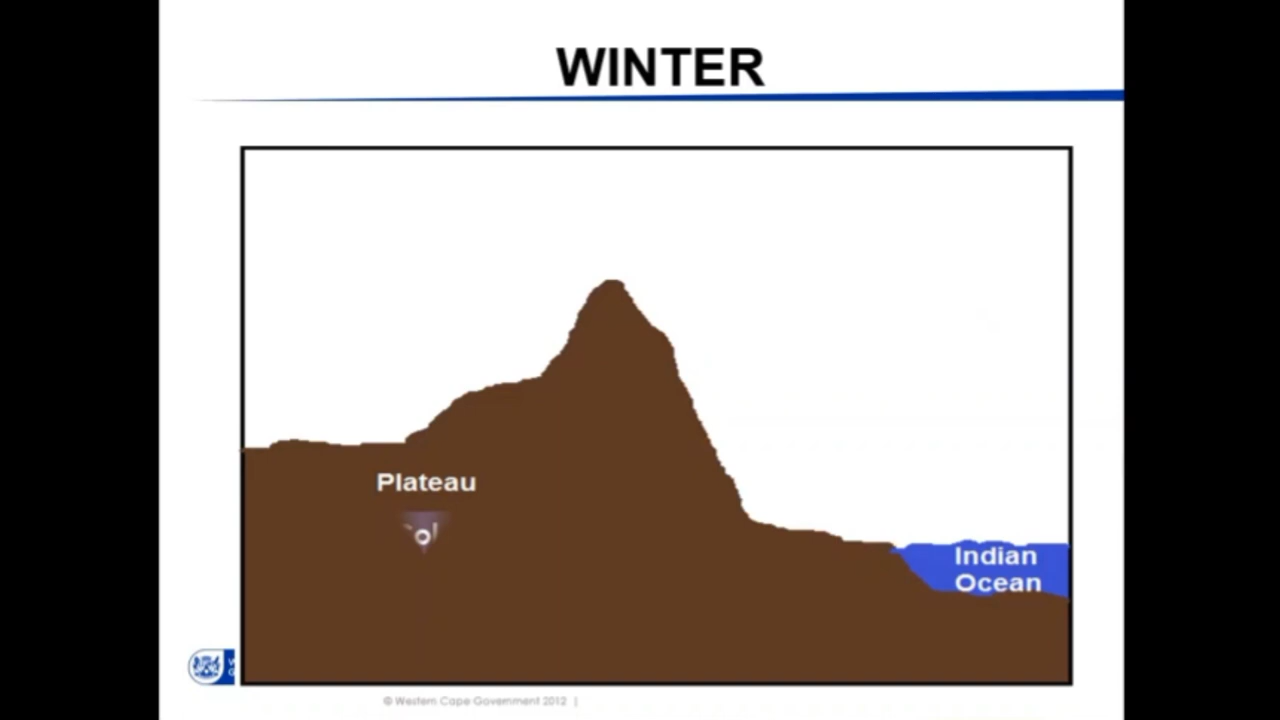 WINTER
Plateau
Indian
Ocean
© Western Cape Government 2012 |